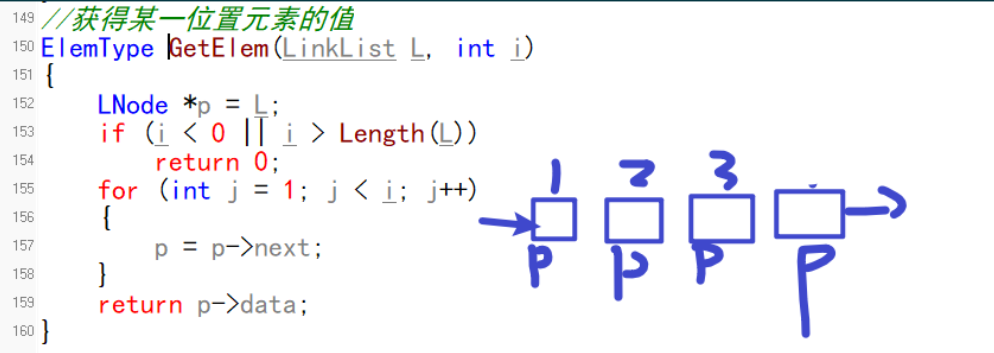 149 //获得某一位置元素的值
150 ElemType GetElem(LinkList L, int i)
151 {
152 LNode *p = L;
153 if (i < 0 || i > Length(L))
154 return 0;
155 for (int j = 1; j < i; j++)
156 {
157 p = p->next;
158 }
159 return p->data;
160 }
1 2 3
p p p p